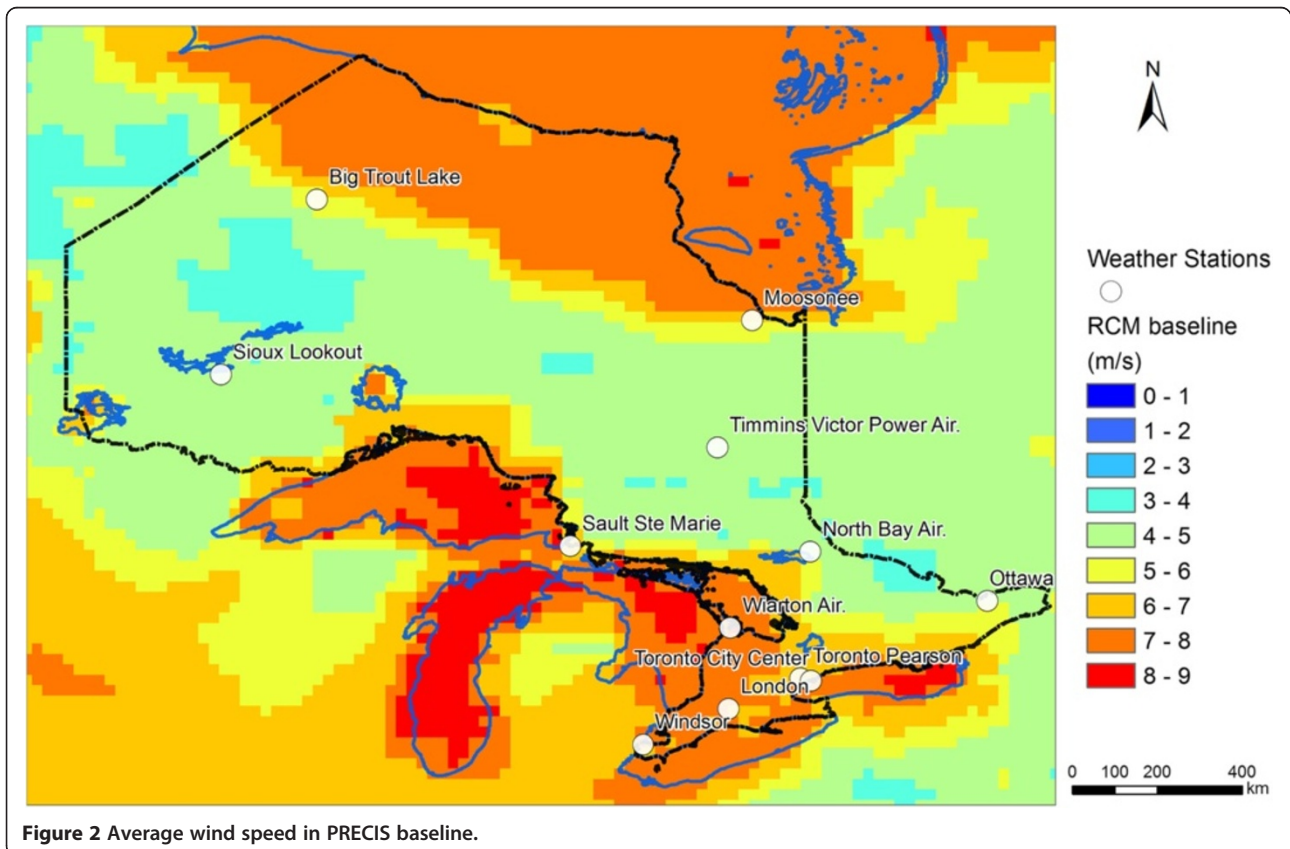 N
Big Trout Lake
Moosonee
Sioux Lookout
Timmins Victor Power Air.
Sault Ste Marie
North Bay Air.
Ottawa
Wiarton Air.
Toronto City Center
Toronto Pearson
London
Windsor
Weather Stations
RCM baseline
(m/s)
0 - 1
1 - 2
2 - 3
3 - 4
4 - 5
5 - 6
6 - 7
7 - 8
8 - 9
0 100 200 400
km
Figure 2 Average wind speed in PRECIS baseline.